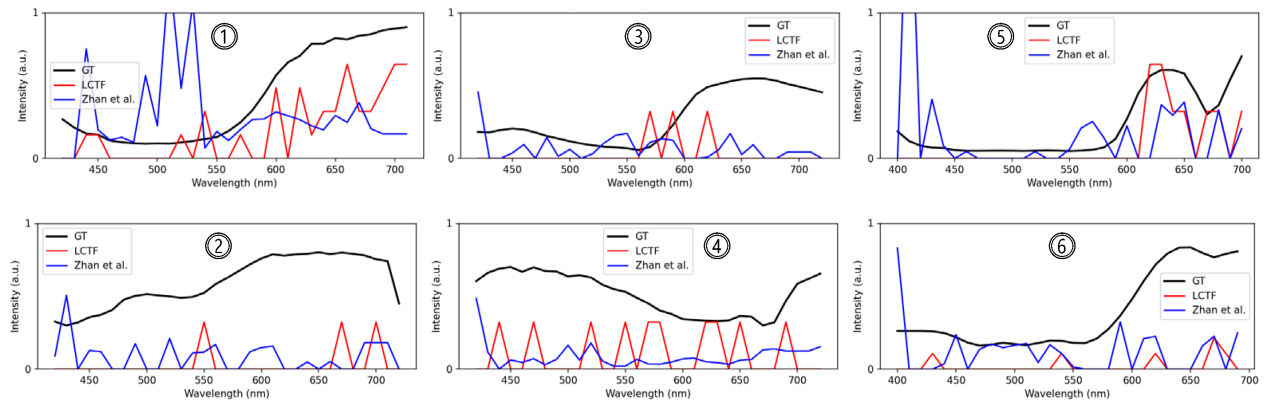 1
0
Intensity (a.u.)
450 500 550 600 650 700
Wavelength (nm)
GT
LCTF
Zhan et al.
①
1
0
Intensity (a.u.)
450 500 550 600 650 700
Wavelength (nm)
GT
LCTF
Zhan et al.
③
1
0
Intensity (a.u.)
400 450 500 550 600 650 700
Wavelength (nm)
GT
LCTF
Zhan et al.
⑤
1
0
Intensity (a.u.)
450 500 550 600 650 700
Wavelength (nm)
GT
LCTF
Zhan et al.
②
1
0
Intensity (a.u.)
450 500 550 600 650 700
Wavelength (nm)
GT
LCTF
Zhan et al.
④
1
0
Intensity (a.u.)
400 450 500 550 600 650 700
Wavelength (nm)
GT
LCTF
Zhan et al.
⑥